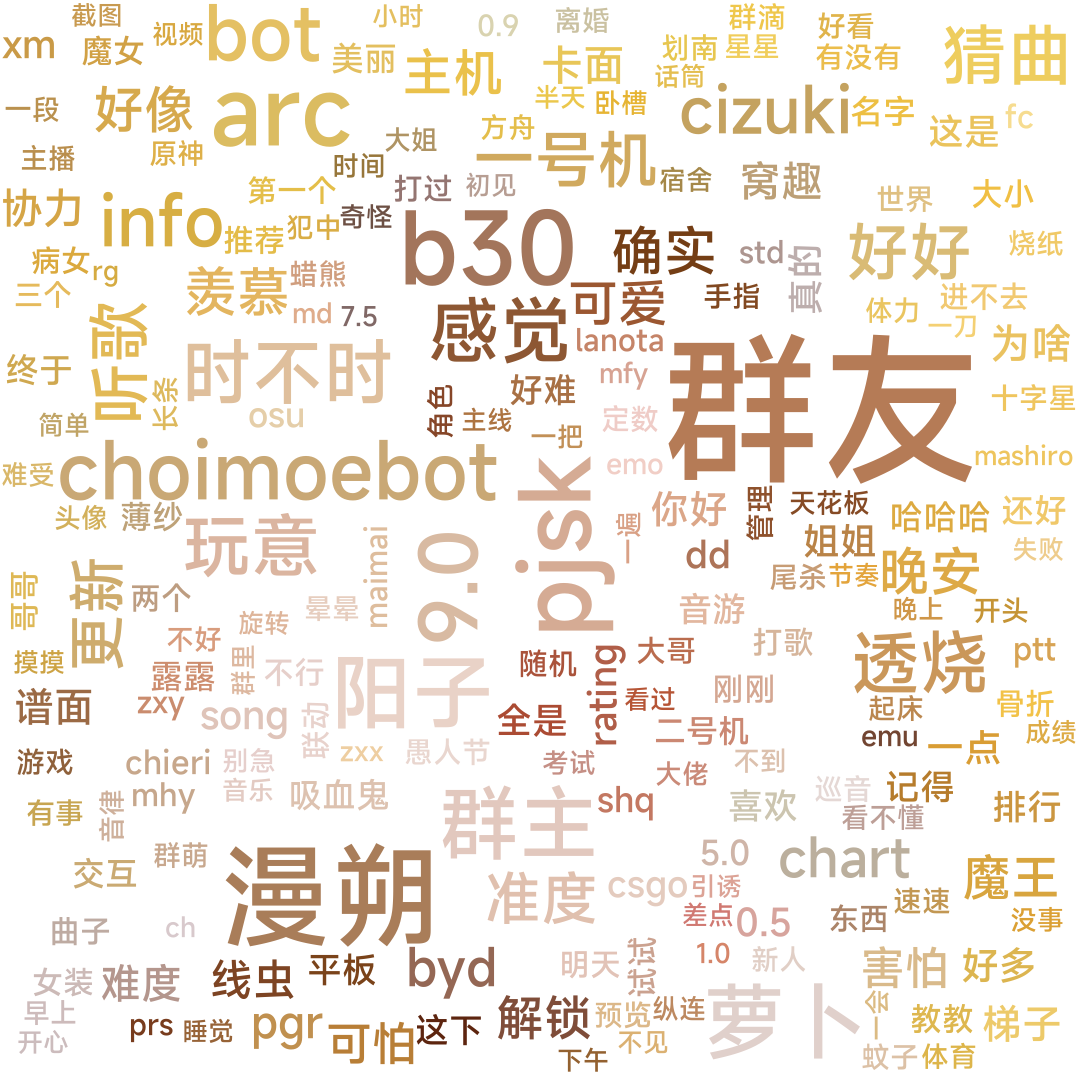 截图
小时
0.9
离婚
群滴
好看
xm
魔女
视频
bot
美丽
主机
卡面
划南
星星
有没有
猜曲
话筒
一段
好像
arc
半天
卧槽
cizuki
名字
这是
fc
方舟
大姐
一号机
主播
原神
时间
协力
info
第一个
打过
初见
宿舍
窝趣
世界
大小
推荐
犯中
奇怪
b30
确实
std
真的
好好
烧纸
病女
rg
三个
羡慕
蜡熊
md
7.5
感觉
可爱
手指
体力
进不去
一刀
听歌
时不时
lanota
群友
为啥
终于
长条
osu
角色
主线
好难
mfy
定数
十字星
简单
一把
难受
choimoebot
pjsk
emo
mashiro
头像
薄纱
玩意
maimai
9.0
一遍
你好
管理
天花板
哈哈哈
还好
dd
姐姐
失败
哥哥
更新
两个
晕晕
尾杀
节奏
晚安
旋转
音游
晚上
开头
摸摸
不好
群里
露露
不行
阳子
随机
rating
大哥
打歌
透烧
ptt
谱面
zxy
song
联动
全是
看过
刚刚
起床
骨折
游戏
chieri
别急
zxx
愚人节
二号机
emu
一点
成绩
考试
大佬
不到
有事
音律
mhy
音乐
吸血鬼
群主
shq
喜欢
巡音
记得
看不懂
排行
交互
群萌
漫朔
准度
csgo
5.0
引诱
chart
魔王
速速
曲子
ch
差点
0.5
东西
没事
女装
难度
线虫
平板
byd
明天
试试
1.0
新人
害怕
好多
早上
开心
prs
睡觉
pgr
可怕
这下
解锁
预览
纵连
萝卜
一会
教教
梯子
下午
不见
蚊子
体育